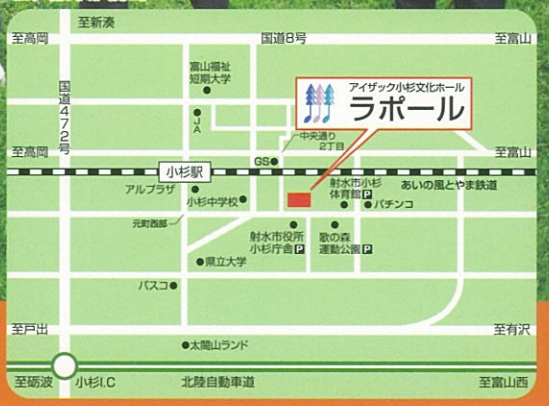 至新湊
至高岡
国道8号
至富山
富山福祉
短期大学
アイザック小杉文化ホール
ラポール
国道472号
JA
中央通り
2丁目
至高岡
GS
至富山
小杉駅
アルプラザ
小杉中学校
射水市小杉
体育館P
あいの風とやま鉄道
パチンコ
元町西部
射水市役所
小杉庁舎P
歌の森
運動公園P
県立大学
パスコ
至戸出
至有沢
太閤山ランド
至砺波
小杉I.C
北陸自動車道
至富山西